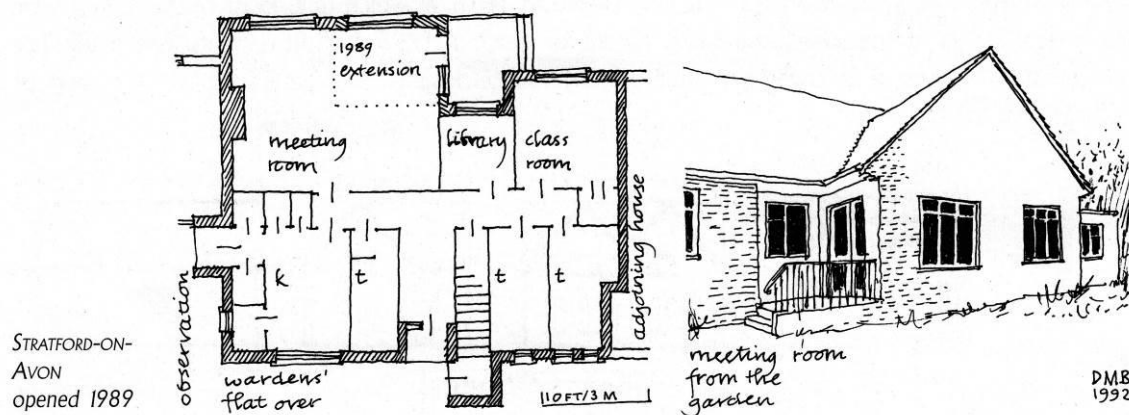 1989
extension
meeting
room
library
class
room
k
t
t
t
observation
adjoining house
wardens'
flat over
10FT/3M
STRATFORD-ON-
AVON
opened 1989
meeting room
from the
garden
DMB
1992